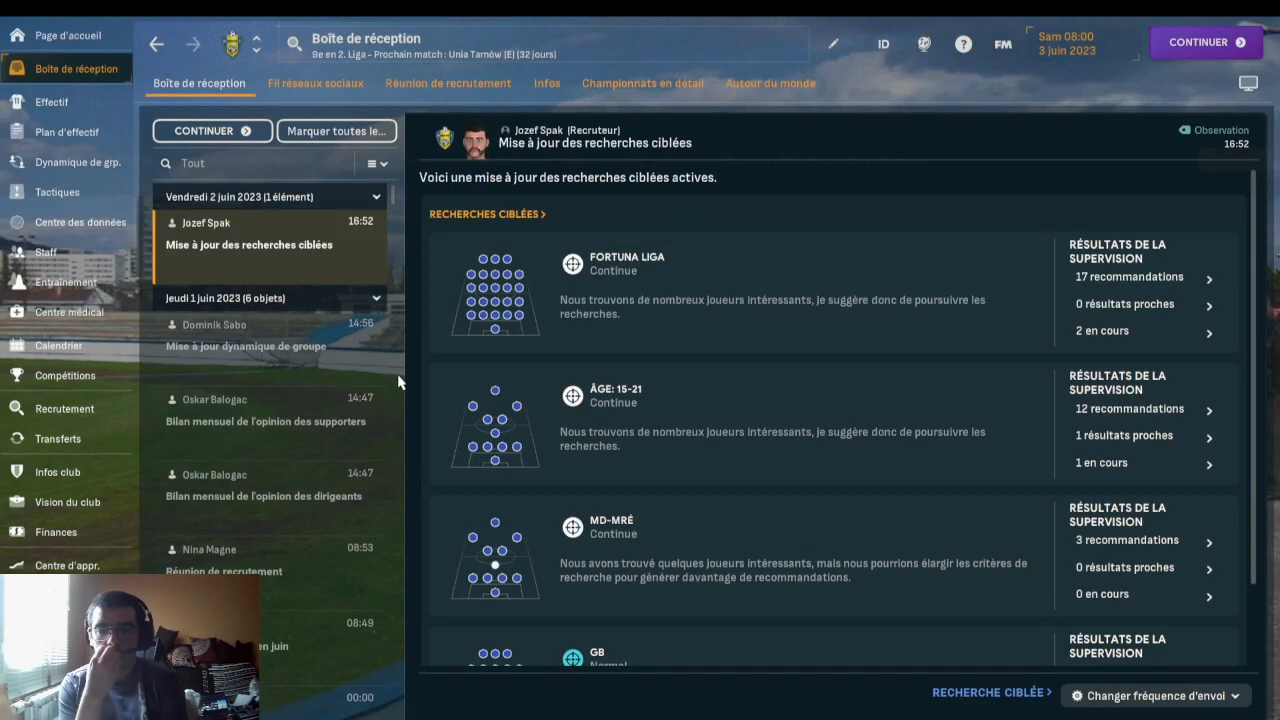 Page d'accueil
Boîte de réception
Effectif
Plan d'effectif
Dynamique de grp.
Tactiques
Centre des données
Staff
Entraînement
Centre médical
Calendrier
Compétitions
Recrutement
Transferts
Infos club
Vision du club
Finances
Centre d'appr.
Boîte de réception
9e en 2. Liga - Prochain match : Unia Tarnów (E) (32 jours)
ID
FM
Sam 08:00
3 juin 2023
CONTINUER
Boîte de réception
Fil réseaux sociaux
Réunion de recrutement
Infos
Championnats en détail
Autour du monde
CONTINUER
Marquer toutes le...
Tout
Vendredi 2 juin 2023 (1 élément)
Jozef Spak
16:52
Mise à jour des recherches ciblées
Jeudi 1 juin 2023 (6 objets)
Dominik Sabo
14:56
Mise à jour dynamique de groupe
Oskar Balogac
14:47
Bilan mensuel de l'opinion des supporters
Oskar Balogac
14:47
Bilan mensuel de l'opinion des dirigeants
Nina Magne
08:53
Réunion de recrutement
08:49
en juin
00:00
Jozef Spak (Recruteur)
Mise à jour des recherches ciblées
Observation
16:52
Voici une mise à jour des recherches ciblées actives.
RECHERCHES CIBLÉES
FORTUNA LIGA
Continue
Nous trouvons de nombreux joueurs intéressants, je suggère donc de poursuivre les
recherches.
RÉSULTATS DE LA
SUPERVISION
17 recommandations
0 résultats proches
2 en cours
ÂGE: 15-21
Continue
Nous trouvons de nombreux joueurs intéressants, je suggère donc de poursuivre les
recherches.
RÉSULTATS DE LA
SUPERVISION
12 recommandations
1 résultats proches
1 en cours
MD-MRÉ
Continue
Nous avons trouvé quelques joueurs intéressants, mais nous pourrions élargir les critères de
recherche pour générer davantage de recommandations.
RÉSULTATS DE LA
SUPERVISION
3 recommandations
0 résultats proches
0 en cours
GB
Normal
RÉSULTATS DE LA
SUPERVISION
RECHERCHE CIBLÉE
Changer fréquence d'envoi